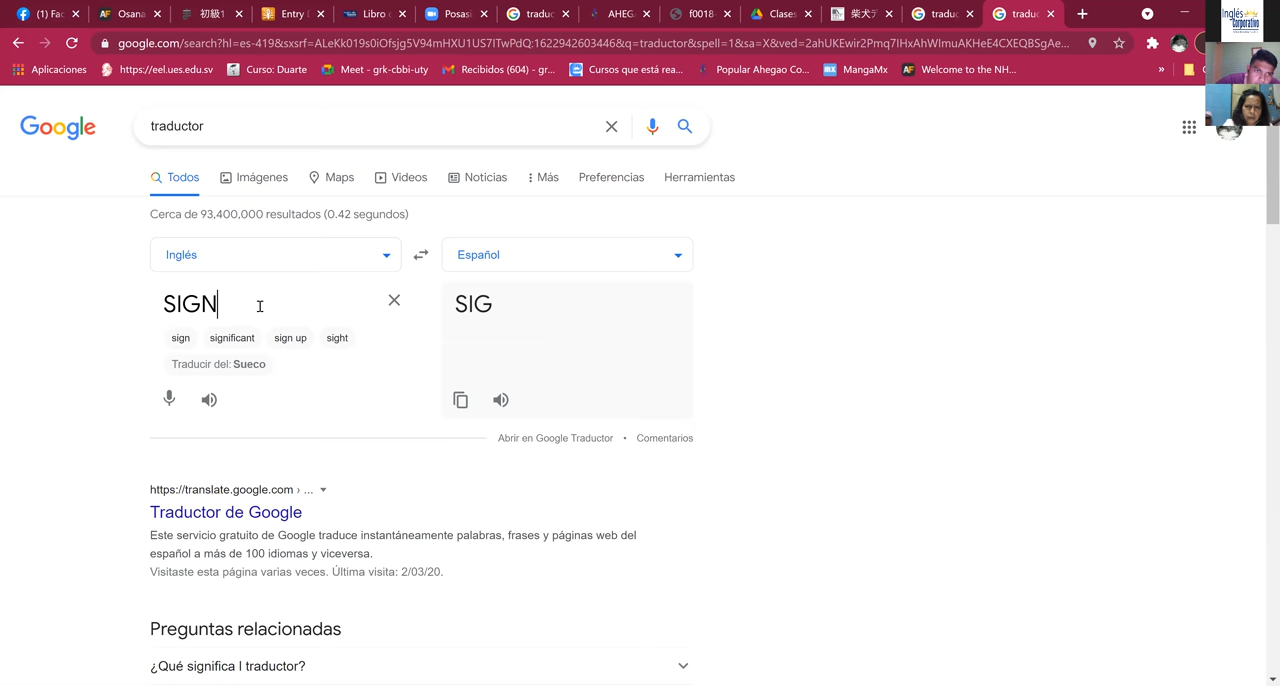 (1) Fac
Osana
初級1
Entry I
Libro c
Posasi
traduc
AHEG
f0018-
Clases
柴犬デ
traduc
traduc
google.com/search?hl=es-419&sxsrf=ALeKk019s0iOfsjg5V94mHXU1US7ITwPdQ:1622942603446&q=traductor&spell=1&sa=X&ved=2ahUKEwir2Pmq7IHxAhWImuAKHeE4CXEQBSgAe...
Aplicaciones
https://eel.ues.edu.sv
Curso: Duarte
Meet - grk-cbbi-uty
Recibidos (604) - gr...
Cursos que está rea...
Popular Ahegao Co...
MangaMx
Welcome to the NH...
»
Inglés
Corporativo
Google
traductor
Todos
Imágenes
Maps
Videos
Noticias
Más
Preferencias
Herramientas
Cerca de 93,400,000 resultados (0.42 segundos)
Inglés
Español
SIGN
SIG
sign
significant
sign up
sight
Traducir del: Sueco
Abrir en Google Traductor • Comentarios
https://translate.google.com › ...
Traductor de Google
Este servicio gratuito de Google traduce instantáneamente palabras, frases y páginas web del
español a más de 100 idiomas y viceversa.
Visitaste esta página varias veces. Última visita: 2/03/20.
Preguntas relacionadas
¿Qué significa I traductor?